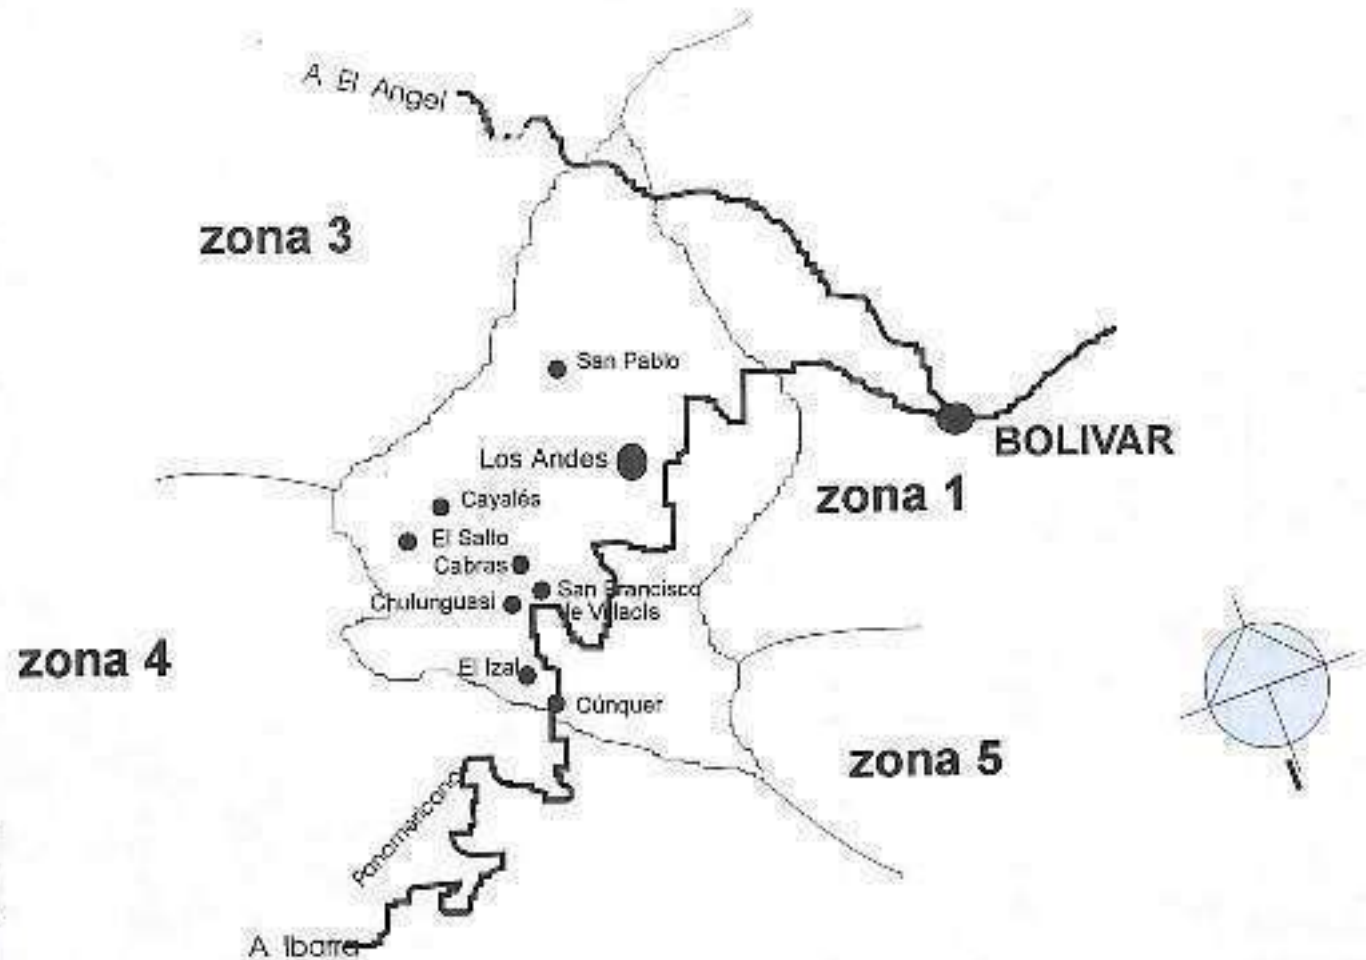 A El Angel
zona 3
San Pablo
BOLIVAR
Los Andes
zona 1
Cayalés
El Salto
Cabras
San Francisco
de Villacis
Chulunguasi
zona 4
El Izal
Cúnquer
zona 5
Panamericana
A Ibarra